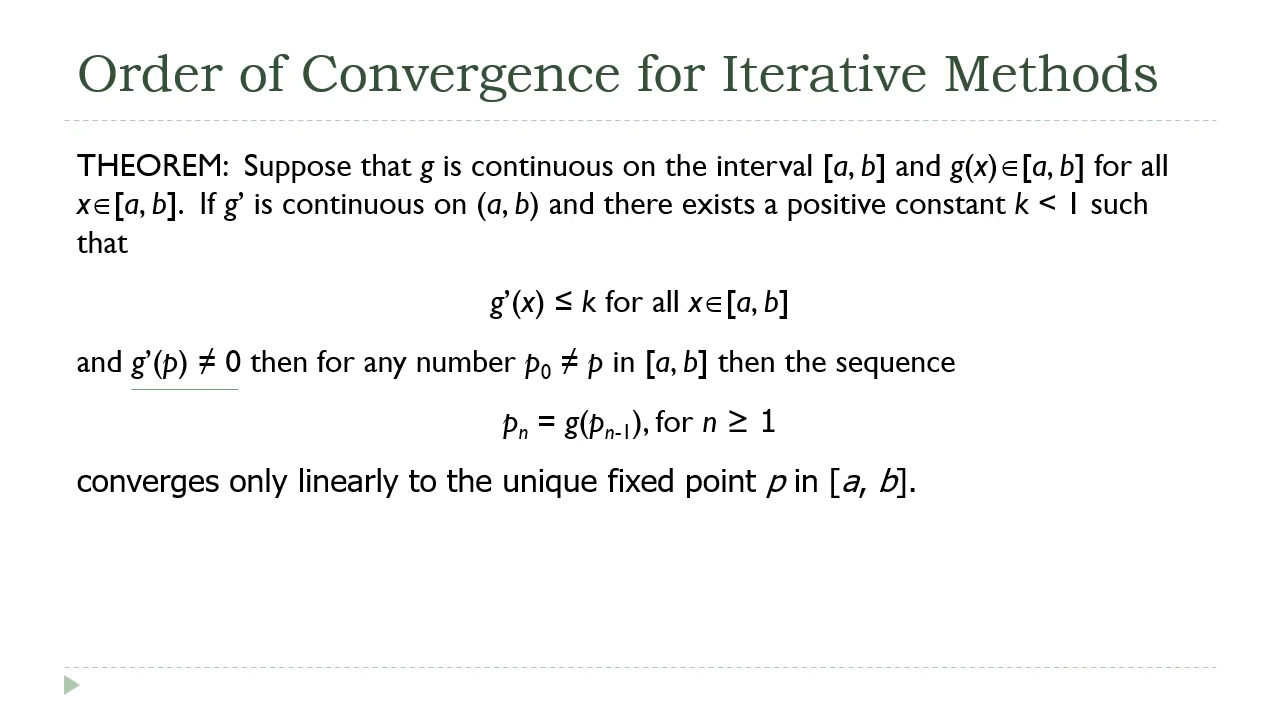 Order of Convergence for Iterative Methods
THEOREM: Suppose that g is continuous on the interval [a, b] and g(x)∈[a, b] for all
x∈[a, b]. If g’ is continuous on (a, b) and there exists a positive constant k < 1 such
that
g’(x) ≤ k for all x∈[a, b]
and g’(p) ≠ 0 then for any number p₀ ≠ p in [a, b] then the sequence
pₙ = g(pₙ₋₁), for n ≥ 1
converges only linearly to the unique fixed point p in [a, b].